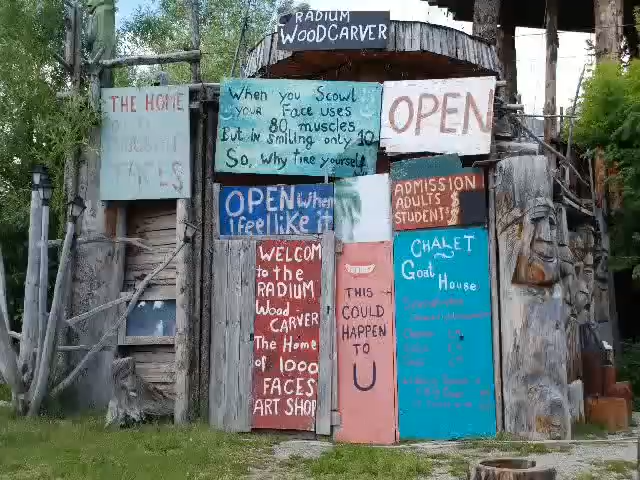 RADIUM
WOODCARVER
THE HOME
FACES
When you Scowl
your Face uses
80 muscles
But in smiling only 10
So, Why tire yourself
OPEN
OPEN When
I feel like it
ADMISSION
ADULTS $
STUDENTS
WELCOM
to the
RADIUM
Wood
CARVER
The Home
of 1000
FACES
ART SHOP
THIS
COULD
HAPPEN
TO
U
CHALET
Goat
House